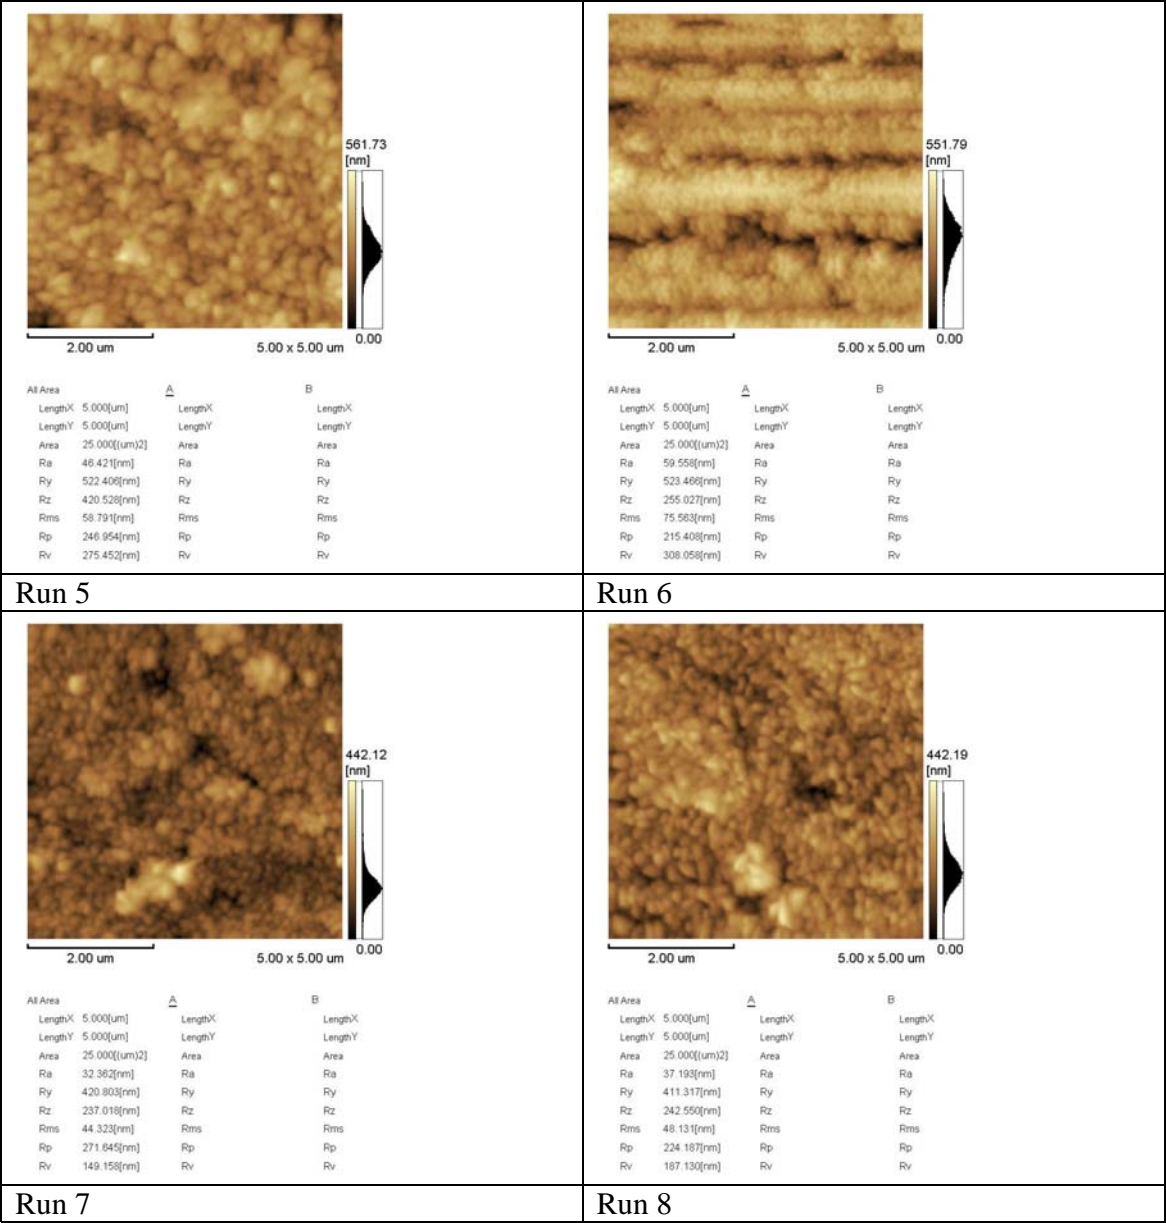 561.73
[nm]
0.00
2.00 um 5.00 x 5.00 um
All Area A B
LengthX 5.000[um] LengthX LengthX
LengthY 5.000[um] LengthY LengthY
Area 25.000[(um)2] Area Area
Ra 46.421[nm] Ra Ra
Ry 522.406[nm] Ry Ry
Rz 420.528[nm] Rz Rz
Rms 58.791[nm] Rms Rms
Rp 246.954[nm] Rp Rp
Rv 275.452[nm] Rv Rv
Run 5
551.79
[nm]
0.00
2.00 um 5.00 x 5.00 um
All Area A B
LengthX 5.000[um] LengthX LengthX
LengthY 5.000[um] LengthY LengthY
Area 25.000[(um)2] Area Area
Ra 59.558[nm] Ra Ra
Ry 523.466[nm] Ry Ry
Rz 255.027[nm] Rz Rz
Rms 75.563[nm] Rms Rms
Rp 215.408[nm] Rp Rp
Rv 308.058[nm] Rv Rv
Run 6
442.12
[nm]
0.00
2.00 um 5.00 x 5.00 um
All Area A B
LengthX 5.000[um] LengthX LengthX
LengthY 5.000[um] LengthY LengthY
Area 25.000[(um)2] Area Area
Ra 32.362[nm] Ra Ra
Ry 420.803[nm] Ry Ry
Rz 237.018[nm] Rz Rz
Rms 44.323[nm] Rms Rms
Rp 271.645[nm] Rp Rp
Rv 149.158[nm] Rv Rv
Run 7
442.19
[nm]
0.00
2.00 um 5.00 x 5.00 um
All Area A B
LengthX 5.000[um] LengthX LengthX
LengthY 5.000[um] LengthY LengthY
Area 25.000[(um)2] Area Area
Ra 37.193[nm] Ra Ra
Ry 411.317[nm] Ry Ry
Rz 242.550[nm] Rz Rz
Rms 48.131[nm] Rms Rms
Rp 224.187[nm] Rp Rp
Rv 187.130[nm] Rv Rv
Run 8